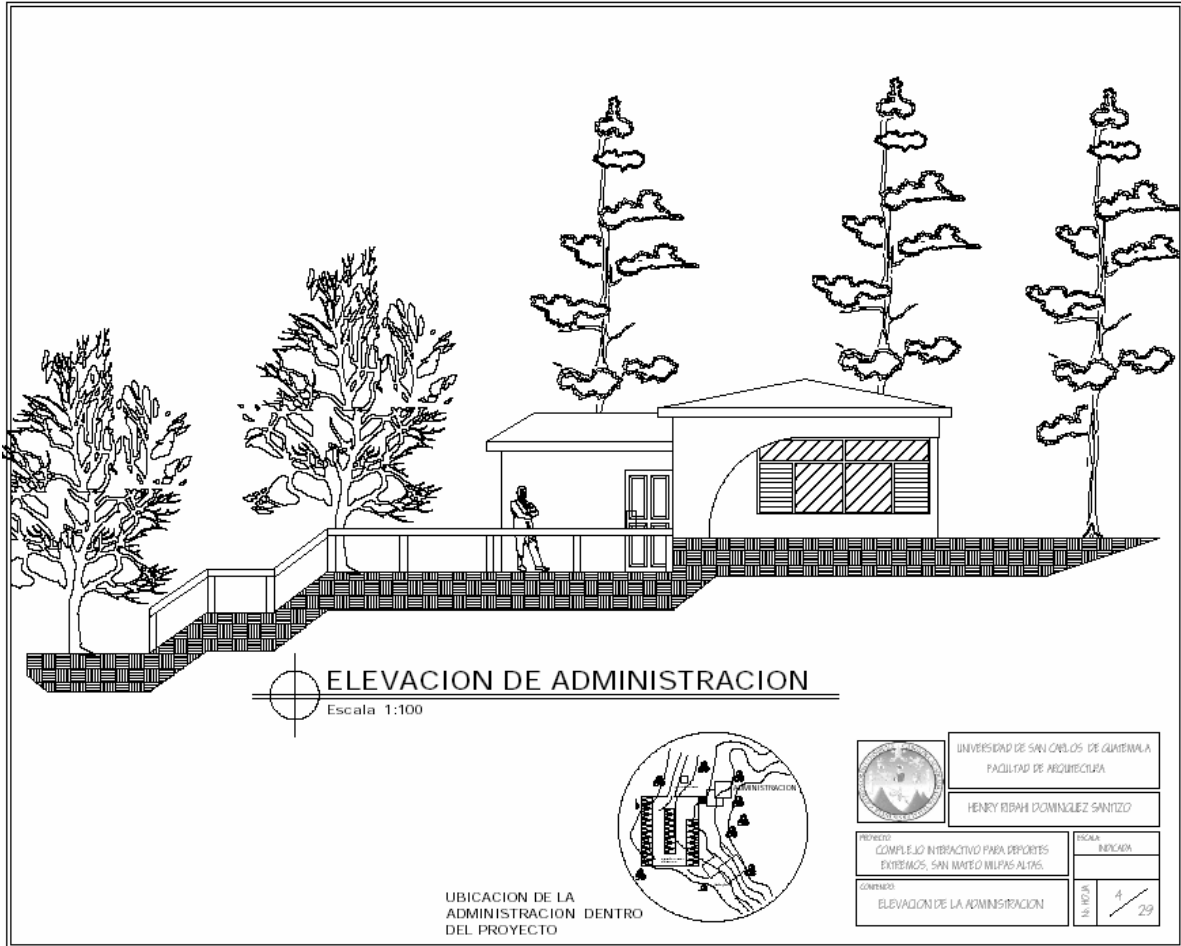 ELEVACION DE ADMINISTRACION
Escala 1:100
ADMINISTRACION
UBICACION DE LA
ADMINISTRACION DENTRO
DEL PROYECTO
UNIVERSIDAD DE SAN CARLOS DE GUATEMALA
FACULTAD DE ARQUITECTURA
HENRY RIBAHI DOMINGUEZ SANTIZO
PROYECTO:
COMPLEJO INTERACTIVO PARA DEPORTES
EXTREMOS, SAN MATEO MILPAS ALTAS.
ESCALA:
INDICADA
CONTENIDO:
ELEVACION DE LA ADMINISTRACION
No HOJA
4
29